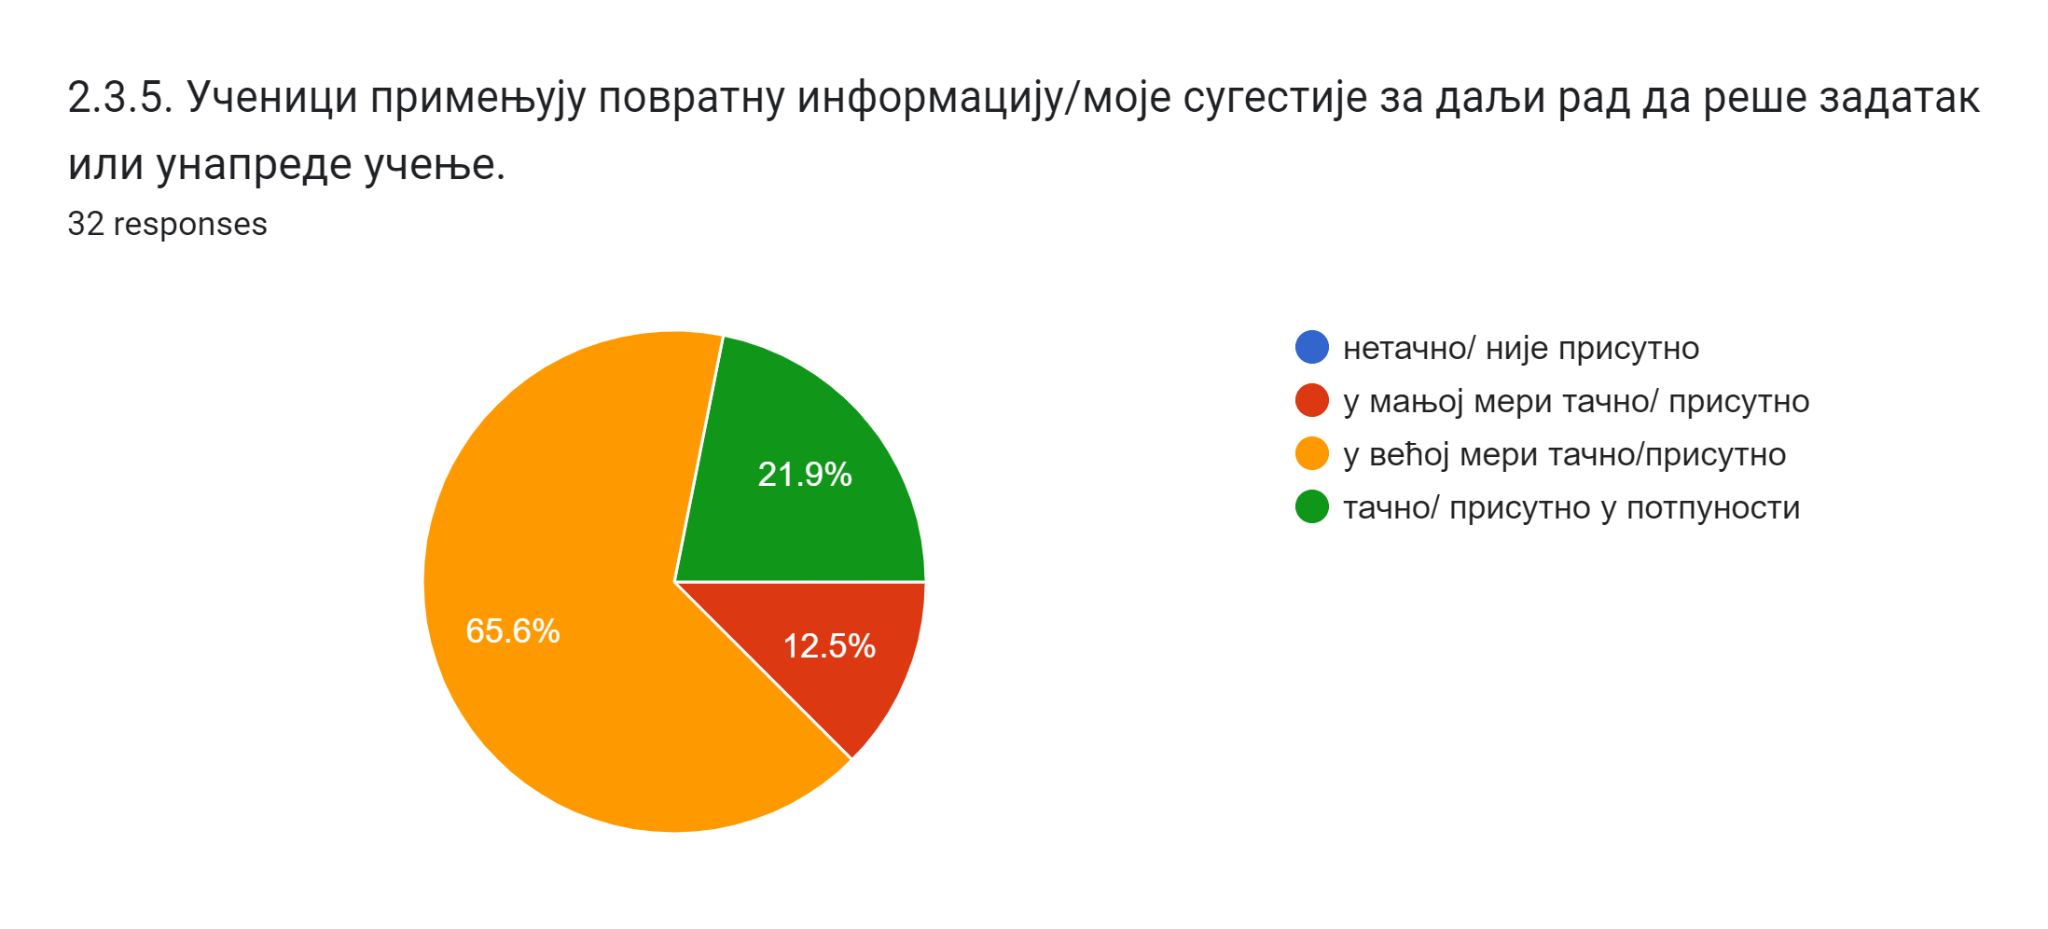 2.3.5. Ученици примењују повратну информацију/моје сугестије за даљи рад да реше задатак
или унапреде учење.
32 responses
нетачно/ није присутно
у мањој мери тачно/ присутно
у већој мери тачно/присутно
тачно/ присутно у потпуности
21.9%
65.6%
12.5%